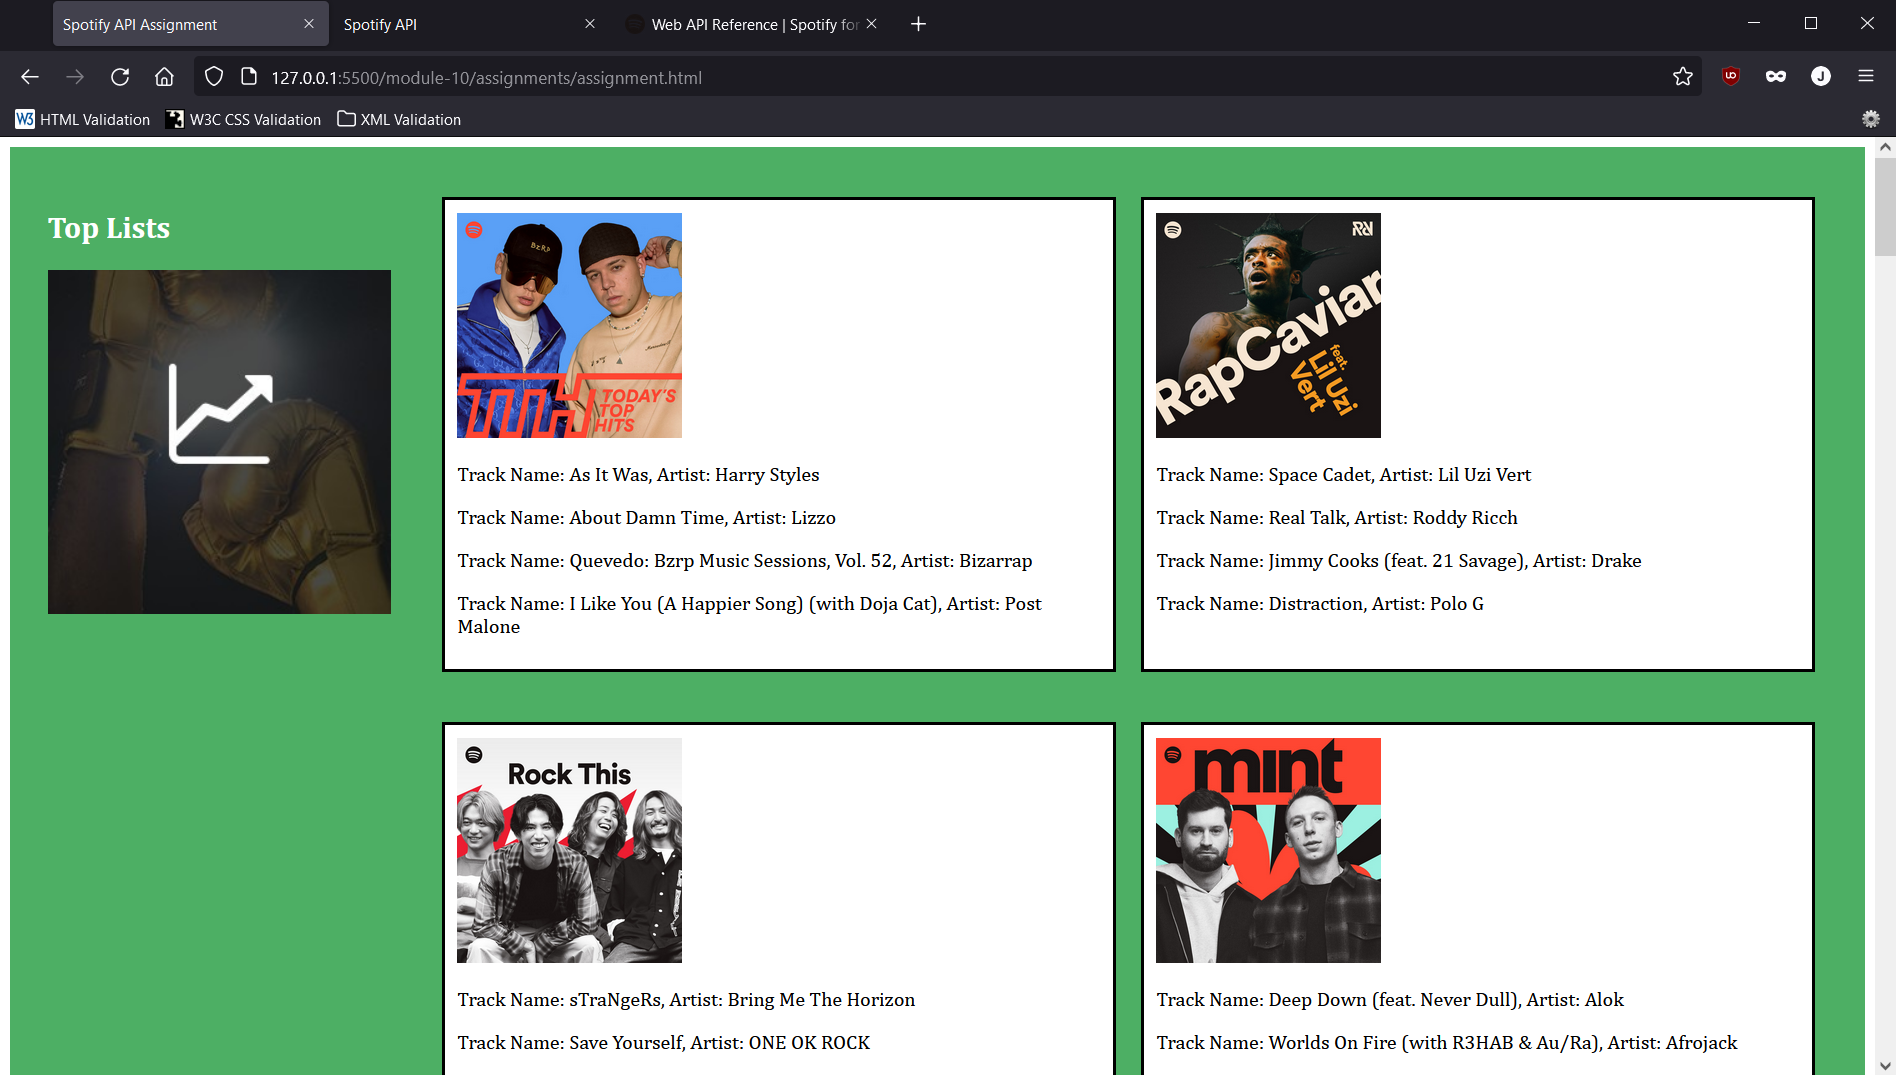 Spotify API Assignment
Spotify API
Web API Reference | Spotify for
127.0.0.1:5500/module-10/assignments/assignment.html
J
W3 HTML Validation
W3C CSS Validation
XML Validation
Top Lists
BZRP
TTH
TODAY'S
TOP
HITS
Track Name: As It Was, Artist: Harry Styles
Track Name: About Damn Time, Artist: Lizzo
Track Name: Quevedo: Bzrp Music Sessions, Vol. 52, Artist: Bizarrap
Track Name: I Like You (A Happier Song) (with Doja Cat), Artist: Post
Malone
RapCaviar
feat.
Lil Uzi
Vert
Track Name: Space Cadet, Artist: Lil Uzi Vert
Track Name: Real Talk, Artist: Roddy Ricch
Track Name: Jimmy Cooks (feat. 21 Savage), Artist: Drake
Track Name: Distraction, Artist: Polo G
Rock This
Track Name: sTraNgeRs, Artist: Bring Me The Horizon
Track Name: Save Yourself, Artist: ONE OK ROCK
mint
Track Name: Deep Down (feat. Never Dull), Artist: Alok
Track Name: Worlds On Fire (with R3HAB & Au/Ra), Artist: Afrojack